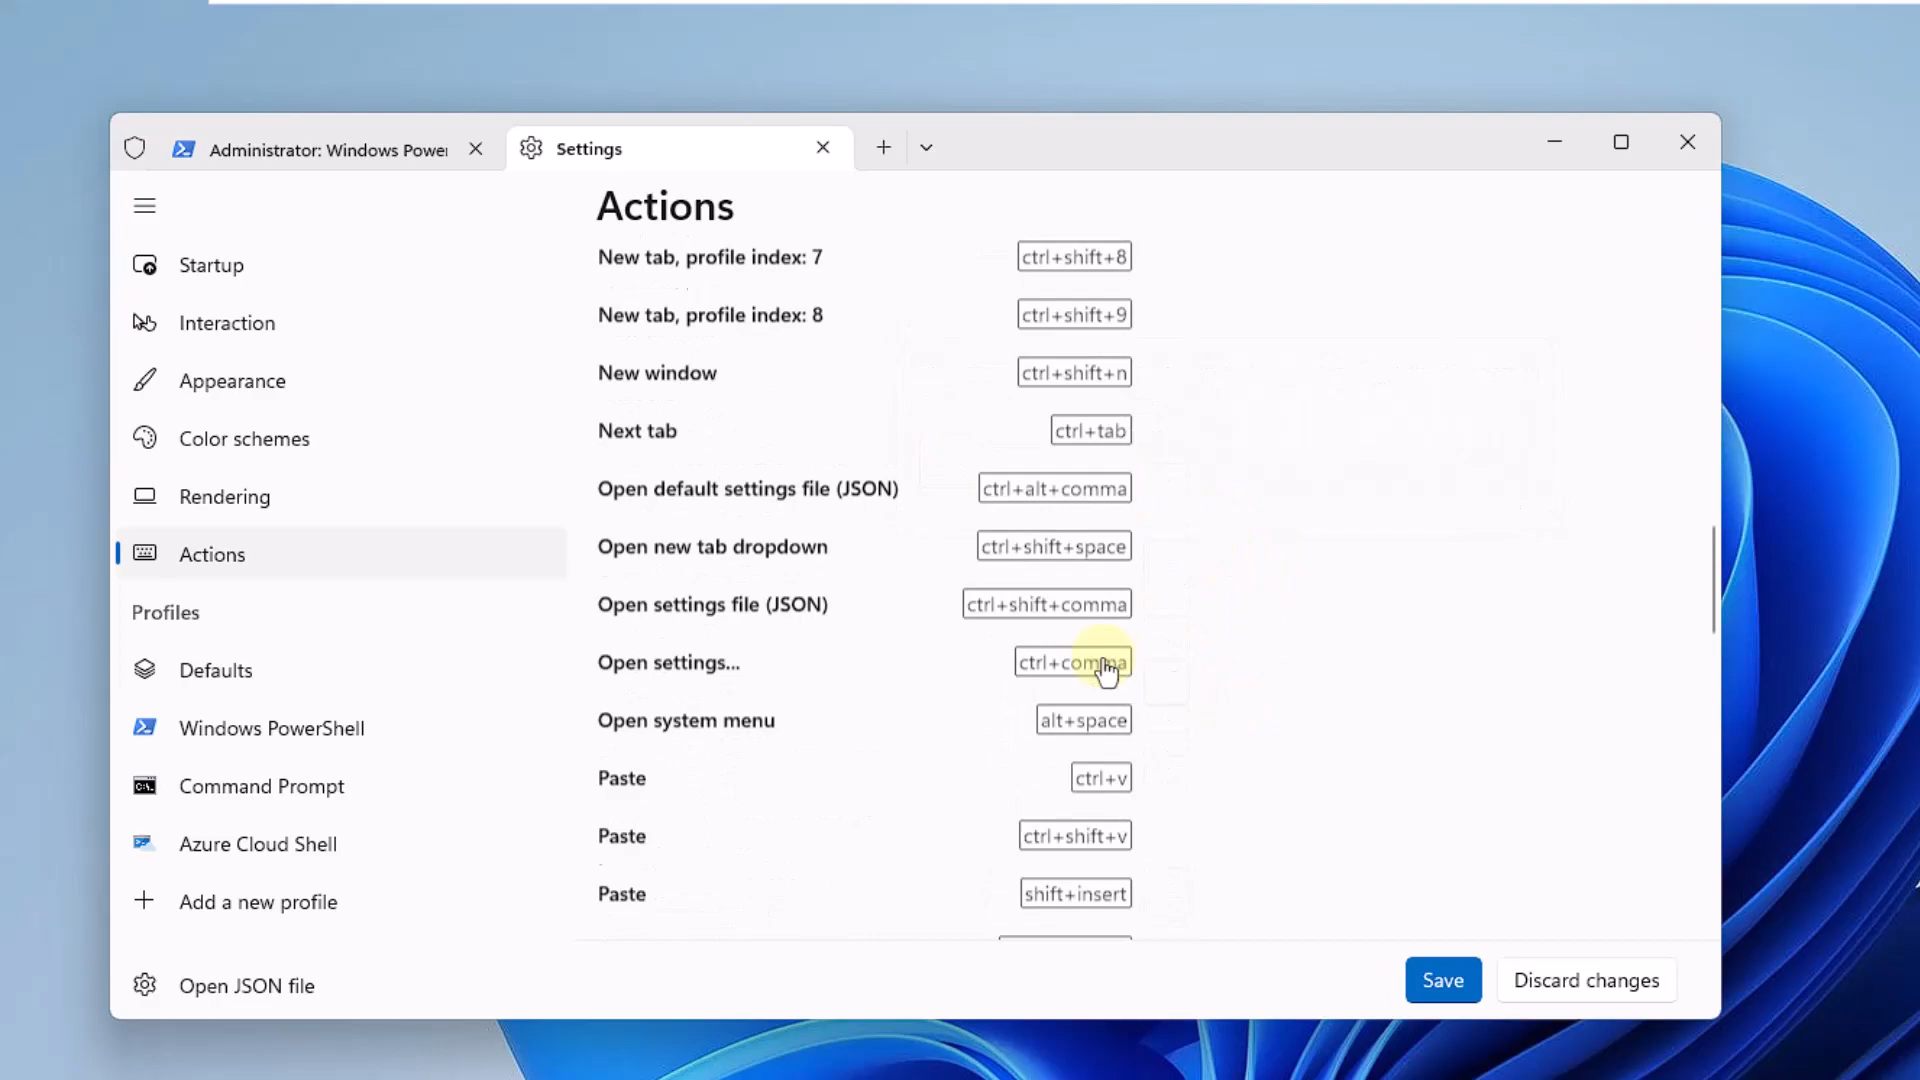 Administrator: Windows Power
Settings
Actions
Startup
Interaction
Appearance
Color schemes
Rendering
Actions
Profiles
Defaults
Windows PowerShell
Command Prompt
Azure Cloud Shell
Add a new profile
Open JSON file
New tab, profile index: 7 ctrl+shift+8
New tab, profile index: 8 ctrl+shift+9
New window ctrl+shift+n
Next tab ctrl+tab
Open default settings file (JSON) ctrl+alt+comma
Open new tab dropdown ctrl+shift+space
Open settings file (JSON) ctrl+shift+comma
Open settings... ctrl+comma
Open system menu alt+space
Paste ctrl+v
Paste ctrl+shift+v
Paste shift+insert
Save Discard changes